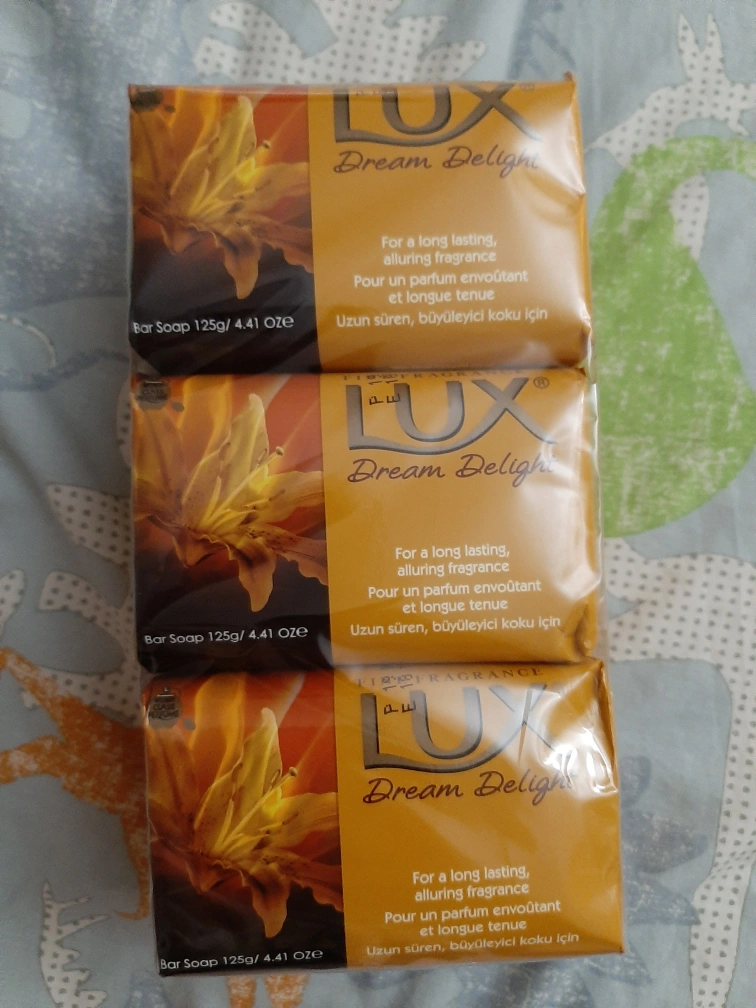 LUX
Dream Delight
For a long lasting,
alluring fragrance
Pour un parfum envoûtant
et longue tenue
Uzun süren, büyüleyici koku için
Bar Soap 125g/ 4.41 OZe
FRAGRANCE
LUX®
Dream Delight
For a long lasting,
alluring fragrance
Pour un parfum envoûtant
et longue tenue
Uzun süren, büyüleyici koku için
Bar Soap 125g/ 4.41 OZe
FRAGRANCE
LUX
Dream Delight
For a long lasting,
alluring fragrance
Pour un parfum envoûtant
et longue tenue
Uzun süren, büyüleyici koku için
Bar Soap 125g/ 4.41 OZe